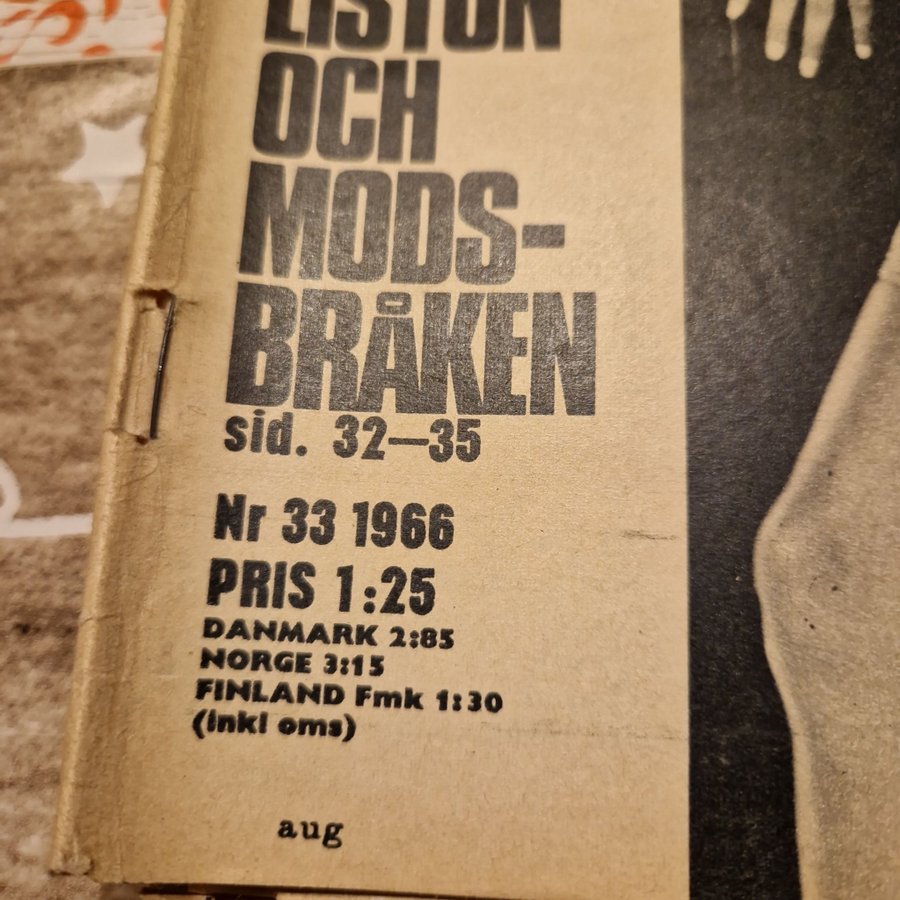 LISTON
OCH
MODS-
BRÅKEN
sid. 32—35
Nr 33 1966
PRIS 1:25
DANMARK 2:85
NORGE 3:15
FINLAND Fmk 1:30
(inkl oms)
aug